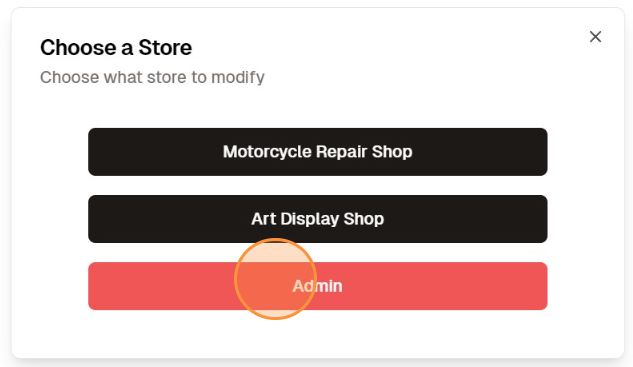 Choose a Store
Choose what store to modify
Motorcycle Repair Shop
Art Display Shop
Admin